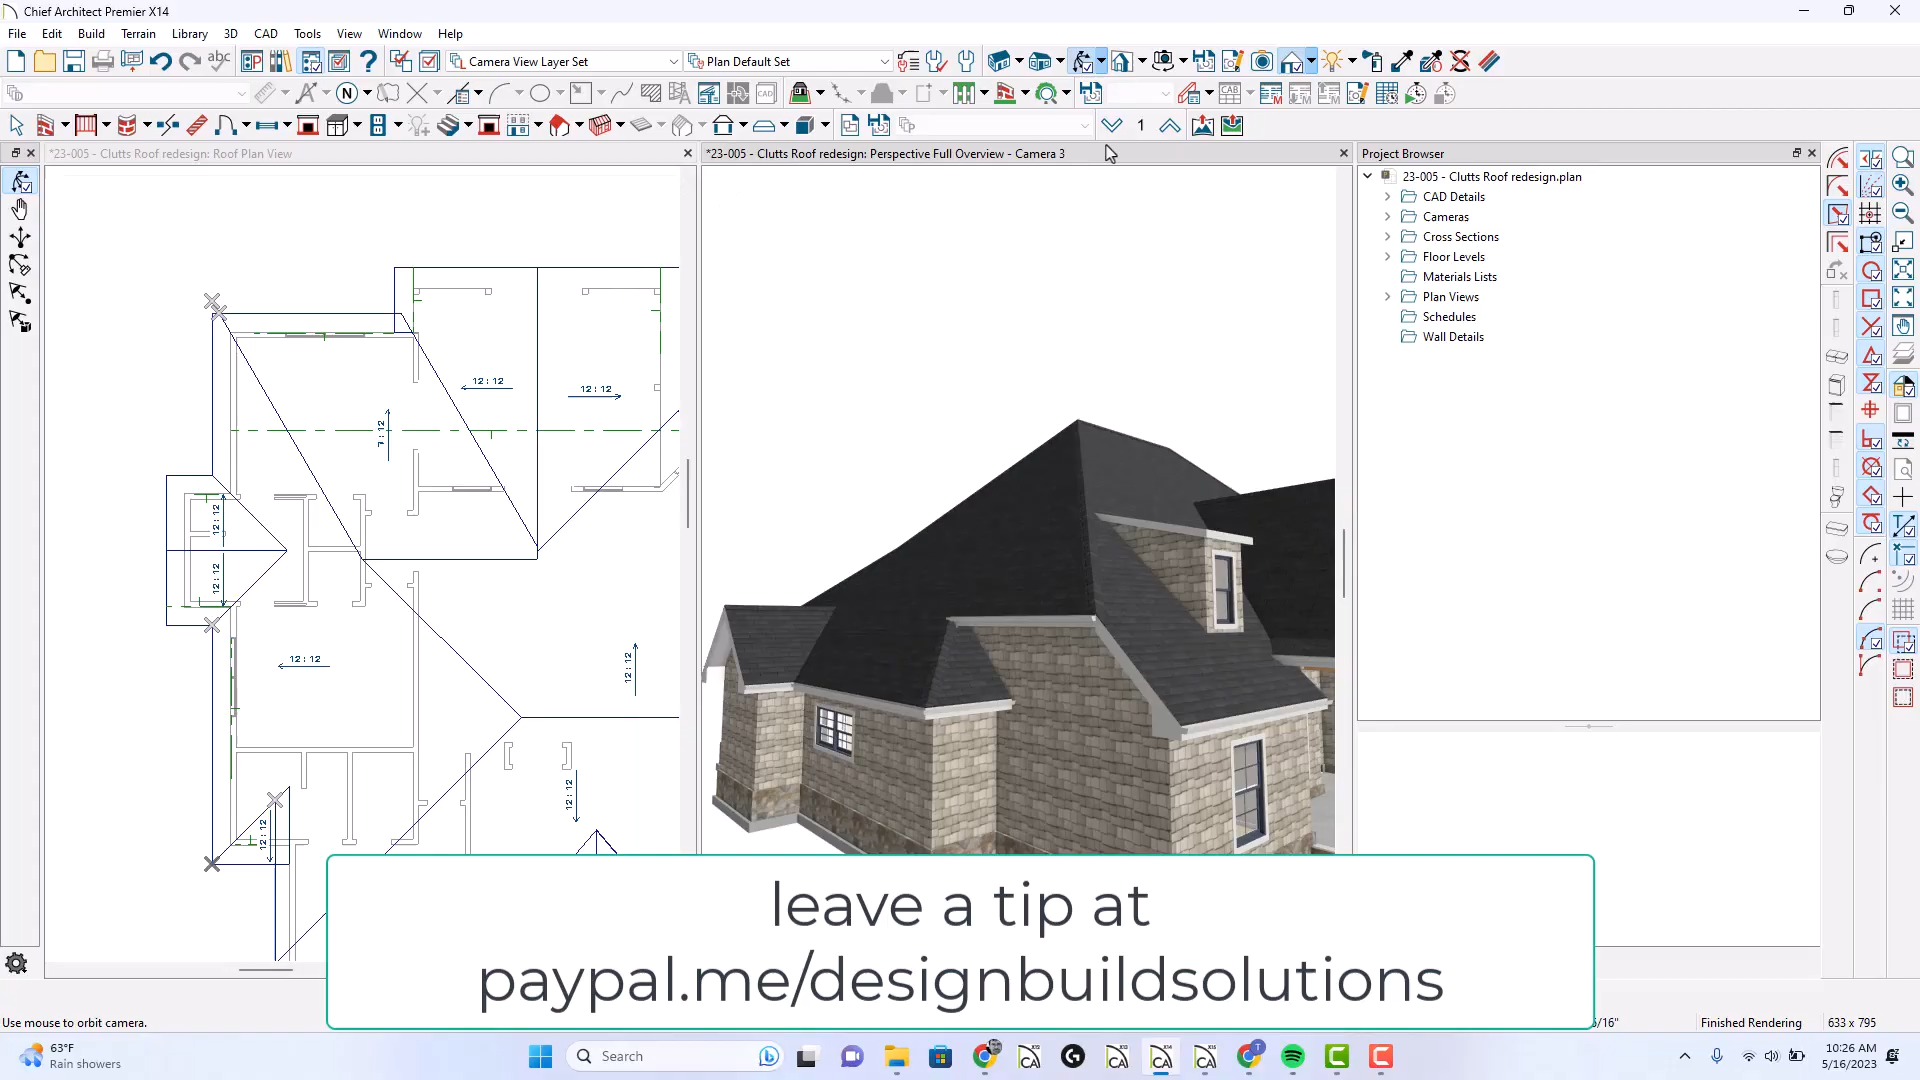 Chief Architect Premier X14
File Edit Build Terrain Library 3D CAD Tools View Window Help
Camera View Layer Set
Plan Default Set
N
CAD
CAB
1
*23-005 - Clutts Roof redesign: Roof Plan View
*23-005 - Clutts Roof redesign: Perspective Full Overview - Camera 3
Project Browser
23-005 - Clutts Roof redesign.plan
CAD Details
Cameras
Cross Sections
Floor Levels
Materials Lists
Plan Views
Schedules
Wall Details
12:12
12:12
7:12
12:12
12:12
12:12
12:12
12:12
12:12
leave a tip at
paypal.me/designbuildsolutions
Use mouse to orbit camera.
Finished Rendering
633 x 795
63°F
Rain showers
Search
10:26 AM
5/16/2023